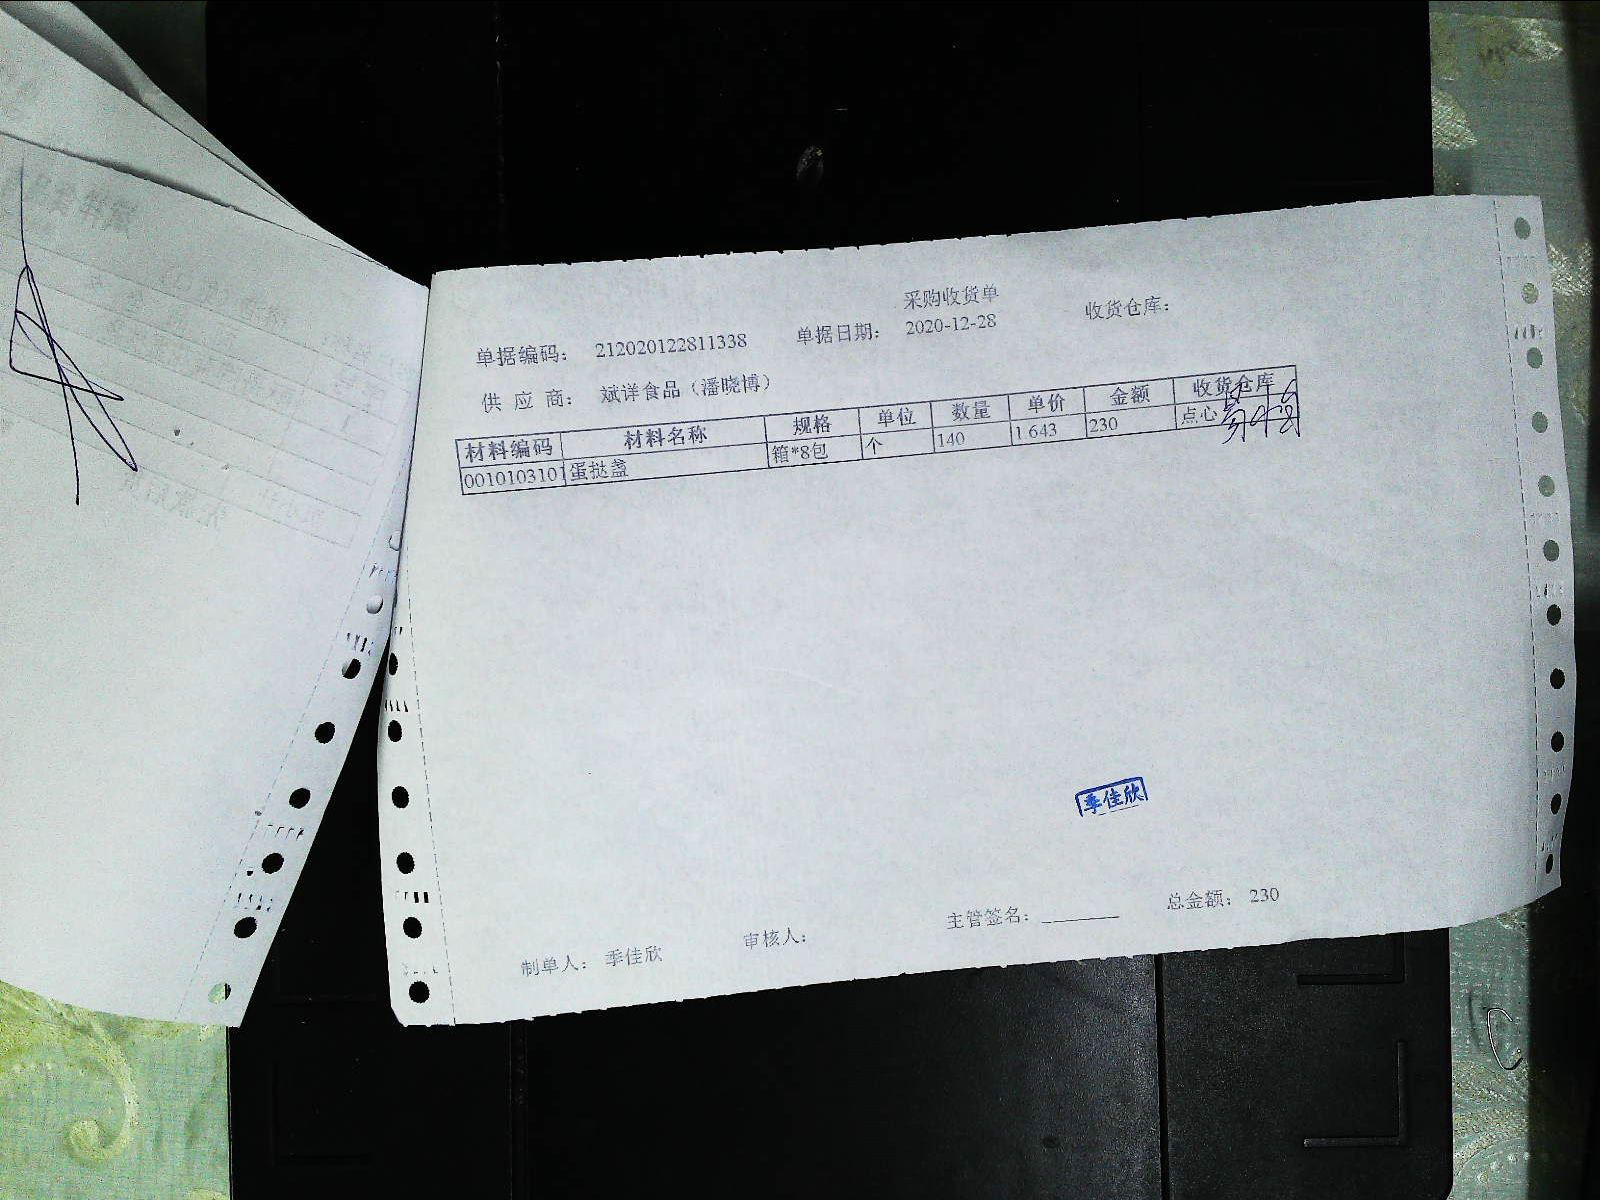 采购收货单
单据编码： 212020122811338 单据日期： 2020-12-28 收货仓库：
供 应 商： 斌洋食品（潘晓博）
材料编码 材料名称 规格 单位 数量 单价 金额 收货仓库
0010103101 蛋挞盏 箱*8包 个 140 1.643 230 点心
季佳欣
制单人： 季佳欣 审核人： 主管签名： 总金额： 230